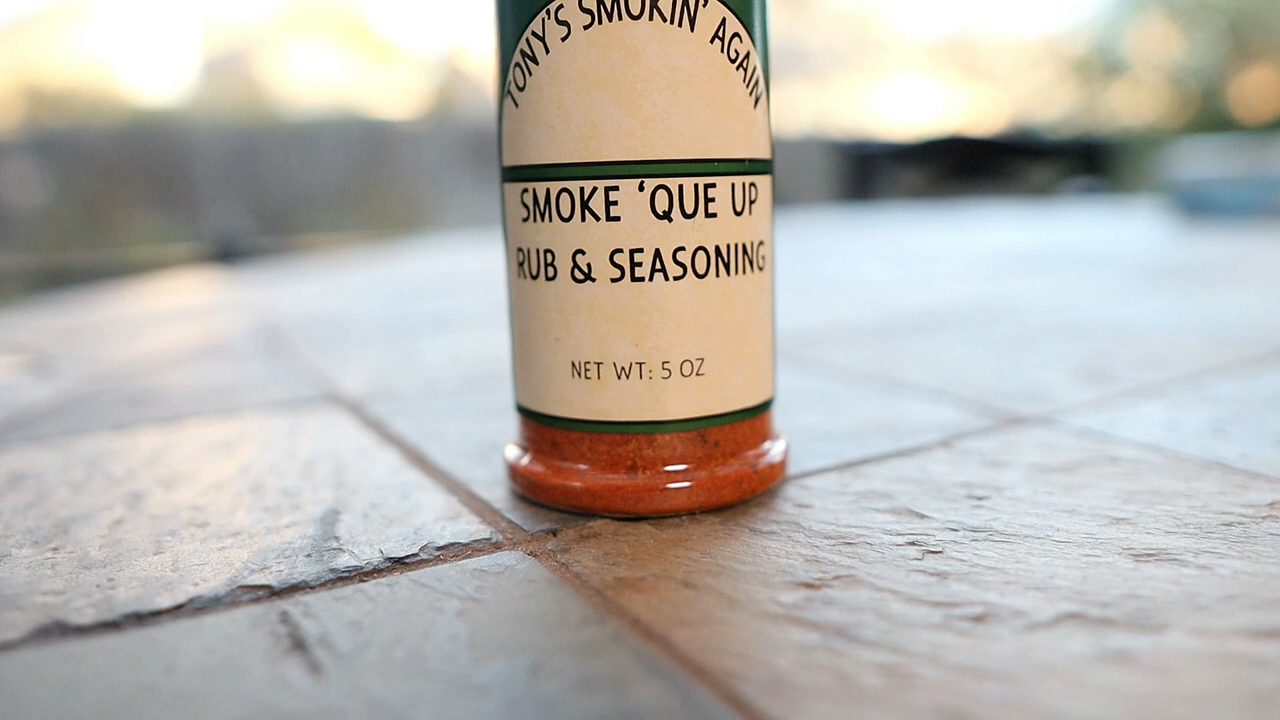 TONY'S SMOKIN' AGAIN
SMOKE ‘QUE UP
RUB & SEASONING
NET WT: 5 OZ